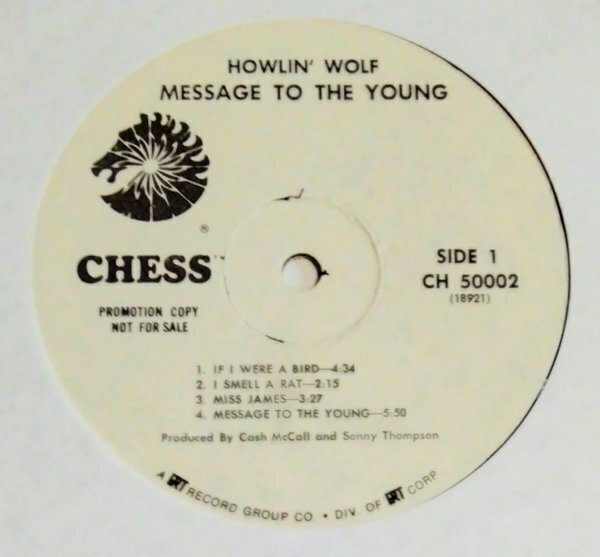 HOWLIN' WOLF
MESSAGE TO THE YOUNG
®
CHESS™
SIDE 1
CH 50002
(18921)
PROMOTION COPY
NOT FOR SALE
1. IF I WERE A BIRD—4:34
2. I SMELL A RAT—2:15
3. MISS JAMES—3:27
4. MESSAGE TO THE YOUNG—5:50
Produced By Cash McCall and Sonny Thompson
A GRT RECORD GROUP CO • DIV OF GRT CORP